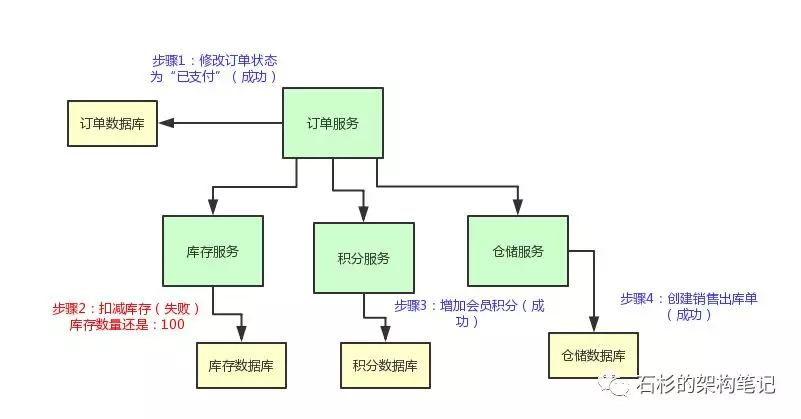 步骤1：修改订单状态
为“已支付”（成功）
订单数据库
订单服务
库存服务
积分服务
仓储服务
步骤2：扣减库存（失败）
库存数量还是：100
步骤3：增加会员积分（成
功）
步骤4：创建销售出库单
（成功）
库存数据库
积分数据库
仓储数据库
石杉的架构笔记